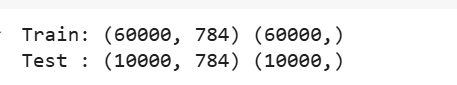 Train: (60000, 784) (60000,)
Test : (10000, 784) (10000,)